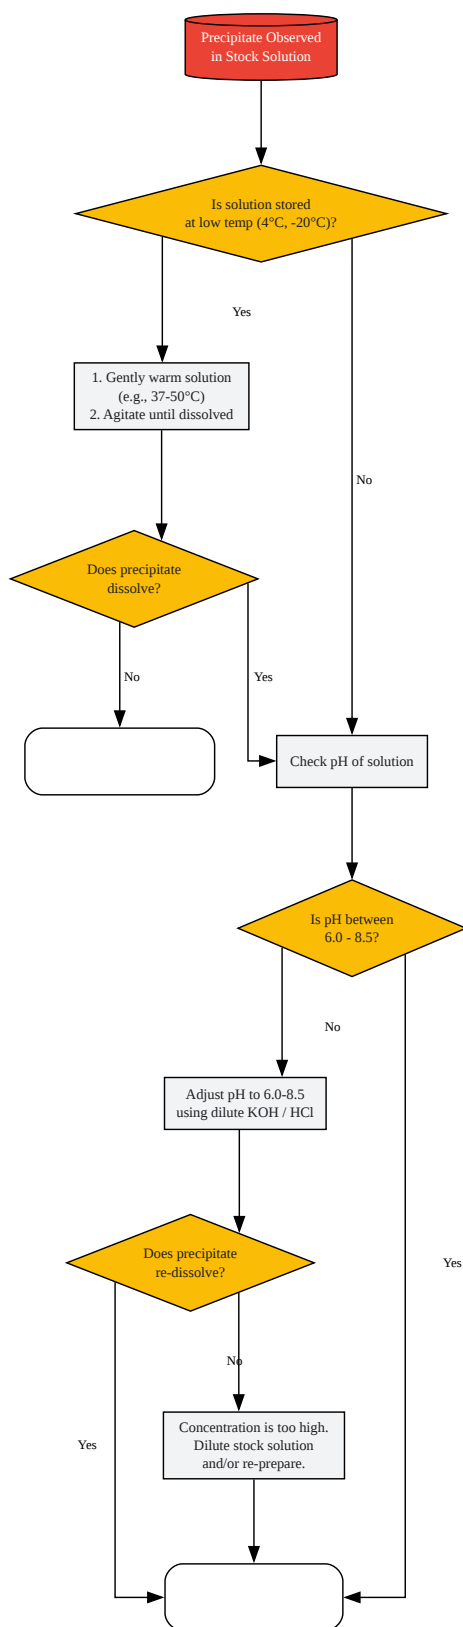 Precipitate Observed
in Stock Solution
Is solution stored
at low temp (4°C, -20°C)?
Yes
1. Gently warm solution
(e.g., 37-50°C)
2. Agitate until dissolved
No
Does precipitate
dissolve?
No
Yes
Check pH of solution
Is pH between
6.0 - 8.5?
No
Adjust pH to 6.0-8.5
using dilute KOH / HCl
Does precipitate
re-dissolve?
Yes
No
Concentration is too high.
Dilute stock solution
and/or re-prepare.
Yes